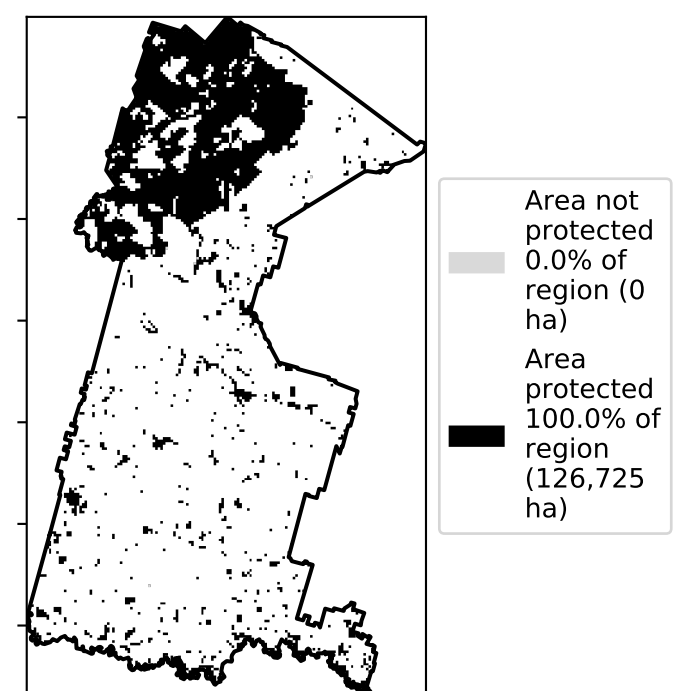 Area not
protected
0.0% of
region (0
ha)
Area
protected
100.0% of
region
(126,725
ha)